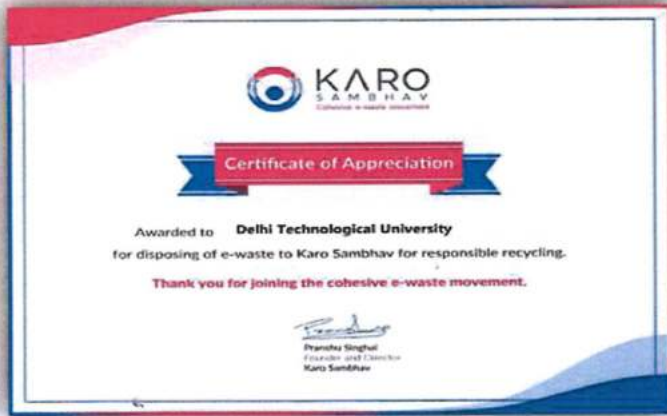 KARO
SAMBHAV
Cohesive e-waste movement
Certificate of Appreciation
Awarded to Delhi Technological University
for disposing of e-waste to Karo Sambhav for responsible recycling.
Thank you for joining the cohesive e-waste movement.
Pranshu Singhal
Founder and Director
Karo Sambhav